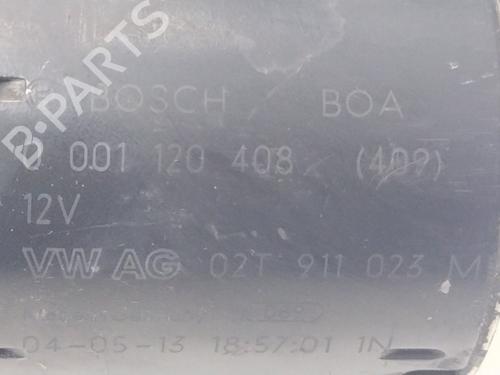 B-PARTS
BOSCH BOA
0 001 120 408 (409)
12V
VW AG 02T 911 023 M
04-05-13 18:57:01 1N